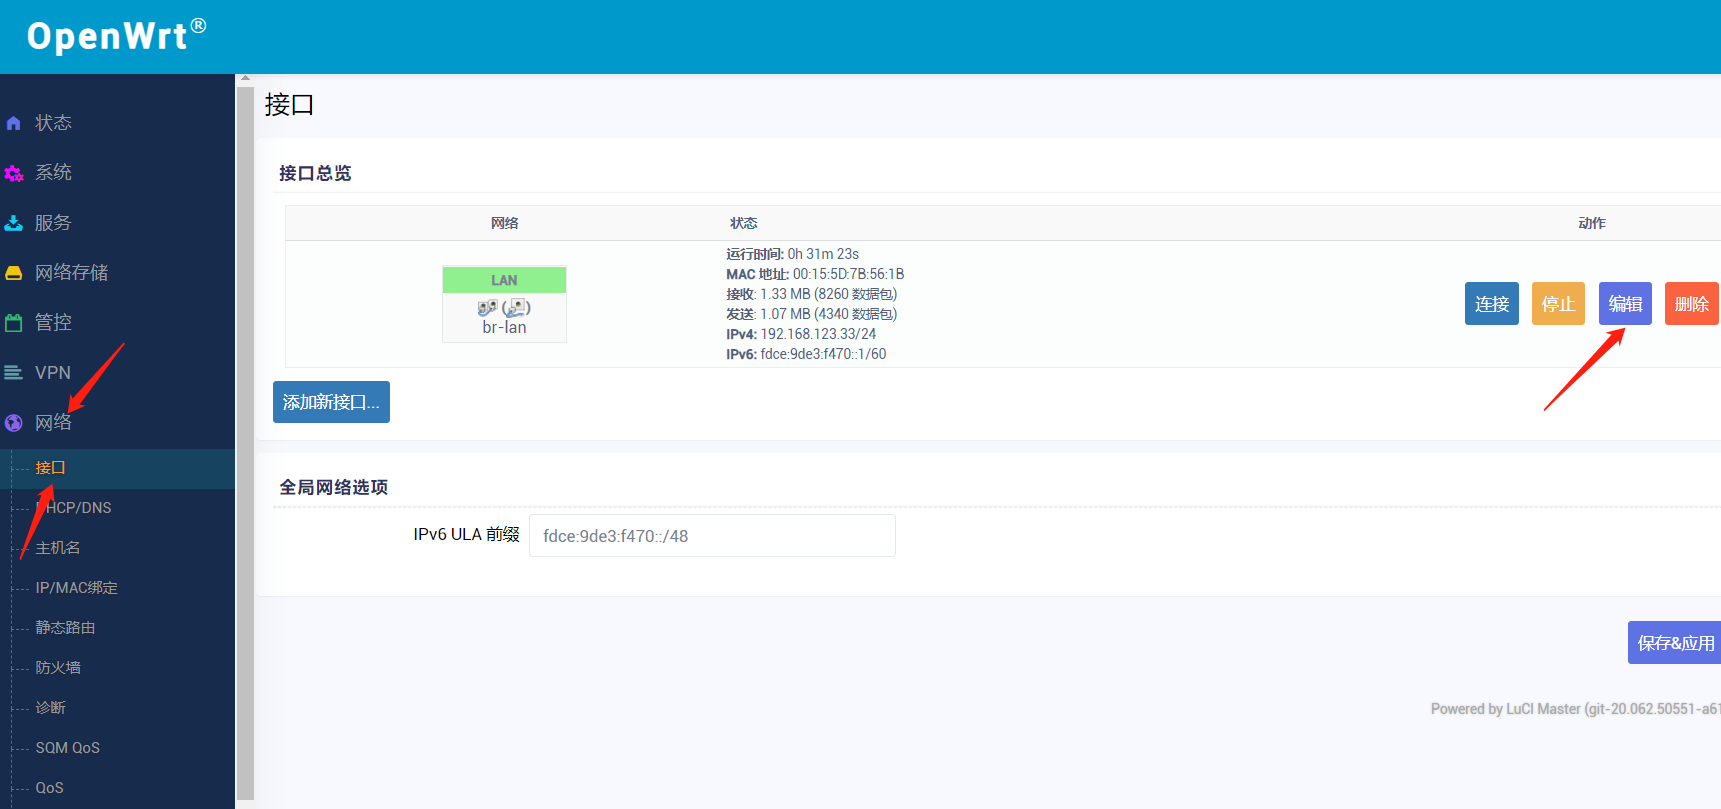 OpenWrt®
状态
系统
服务
网络存储
管控
VPN
网络
接口
DHCP/DNS
主机名
IP/MAC绑定
静态路由
防火墙
诊断
SQM QoS
QoS
接口
接口总览
网络 状态 动作
LAN
br-lan
运行时间: 0h 31m 23s
MAC 地址: 00:15:5D:7B:56:1B
接收: 1.33 MB (8260 数据包)
发送: 1.07 MB (4340 数据包)
IPv4: 192.168.123.33/24
IPv6: fdce:9de3:f470::1/60
连接 停止 编辑 删除
添加新接口...
全局网络选项
IPv6 ULA 前缀 fdce:9de3:f470::/48
保存&应用
Powered by LuCI Master (git-20.062.50551-a61